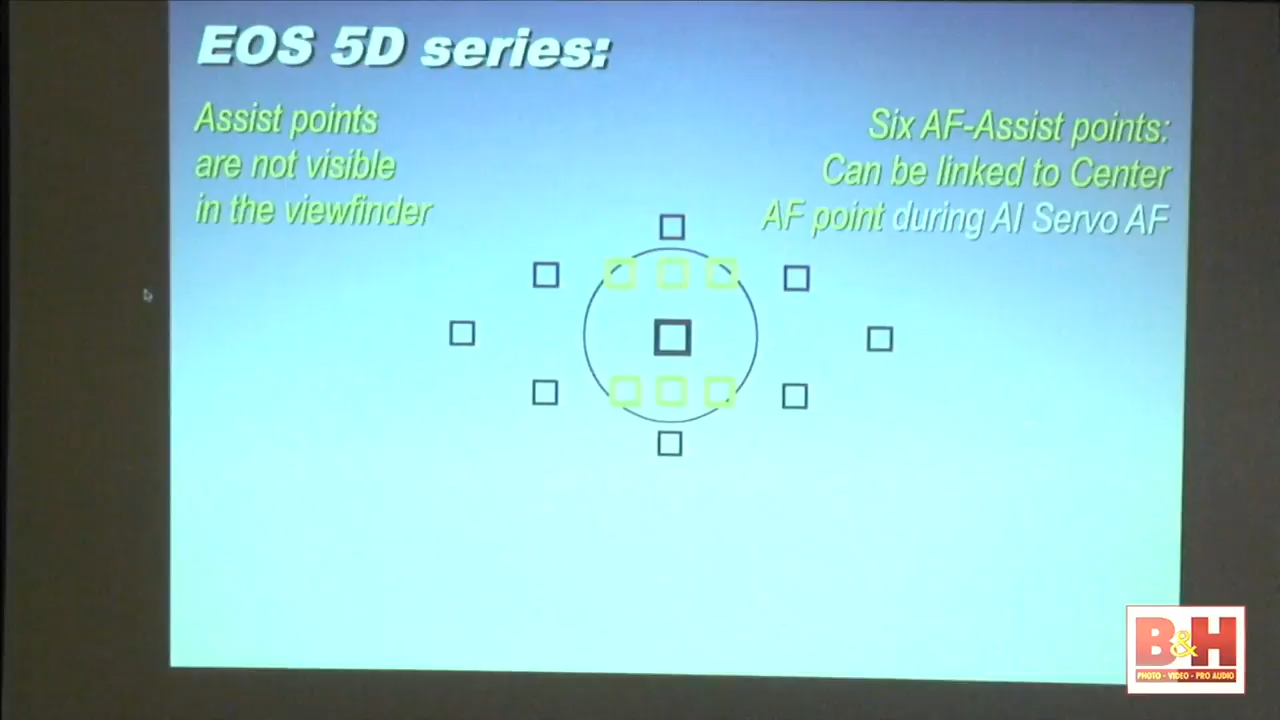 EOS 5D series:
Assist points
are not visible
in the viewfinder
Six AF-Assist points:
Can be linked to Center
AF point during AI Servo AF
B&H
PHOTO - VIDEO - PRO AUDIO